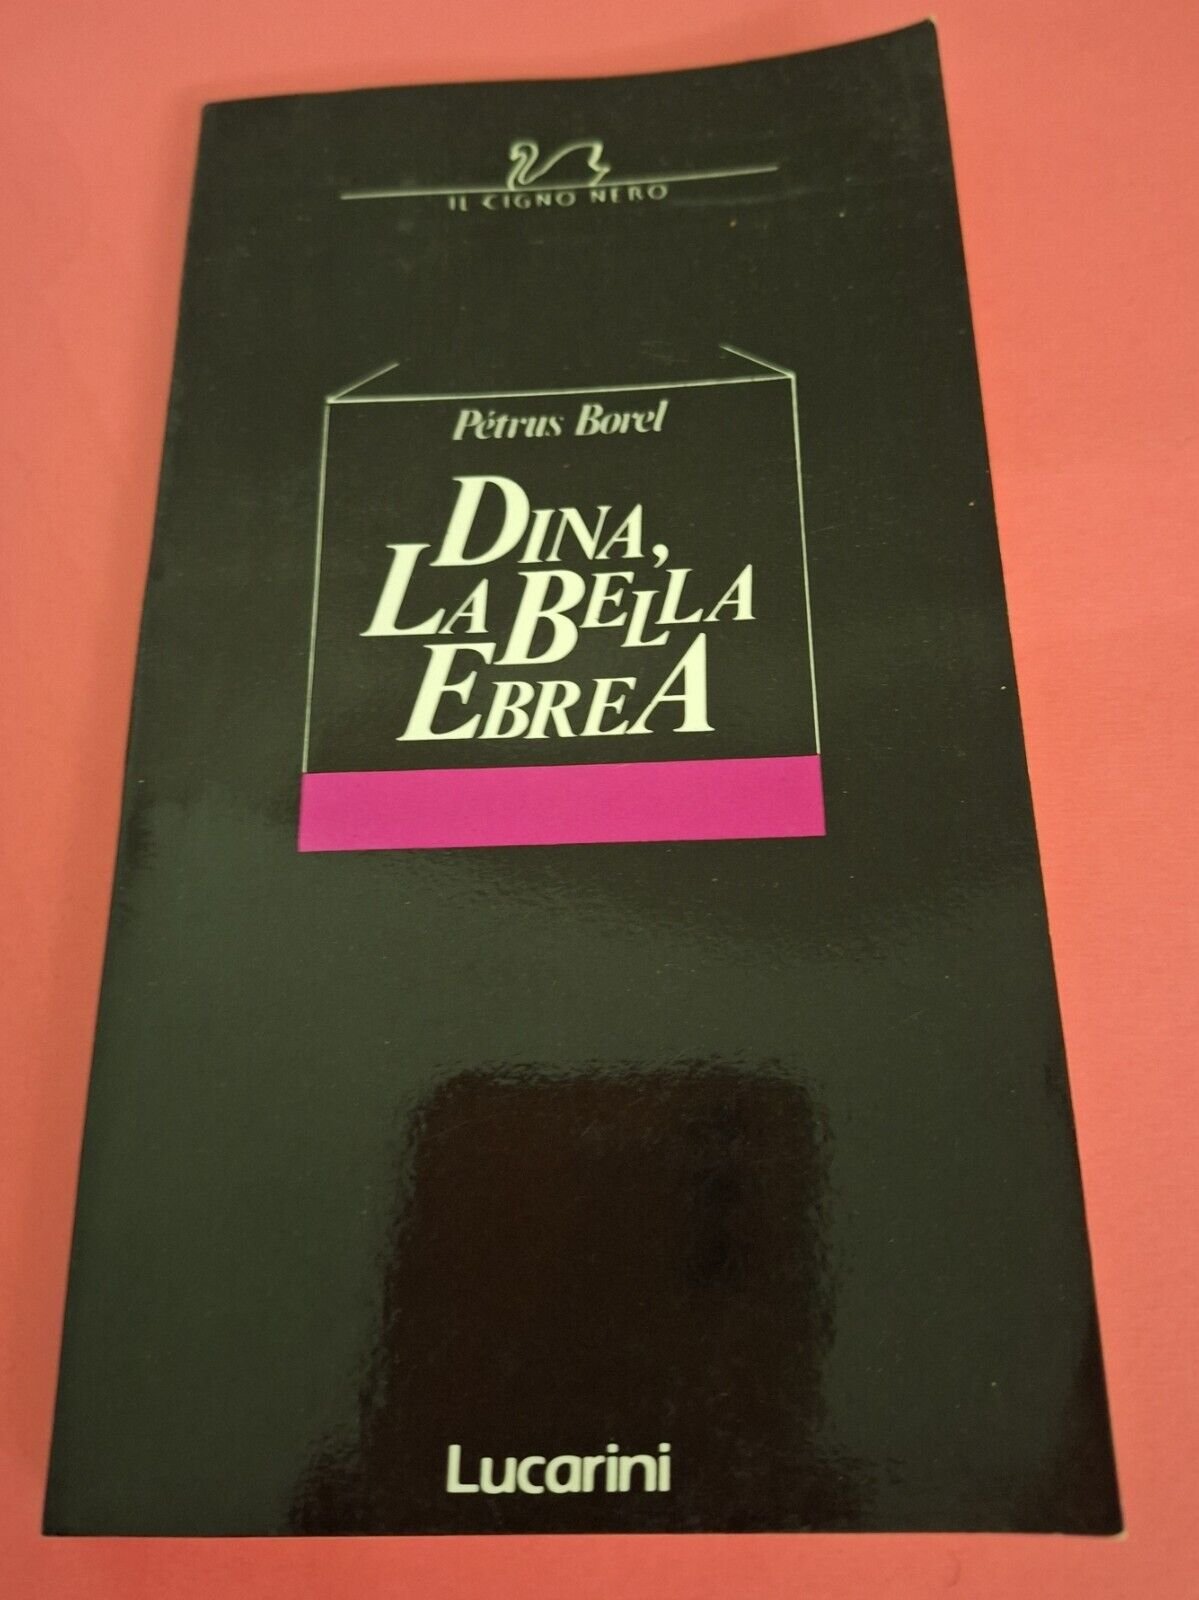 IL CIGNO NERO
Pétrus Borel
DINA,
LA BELLA
EBREA
Lucarini